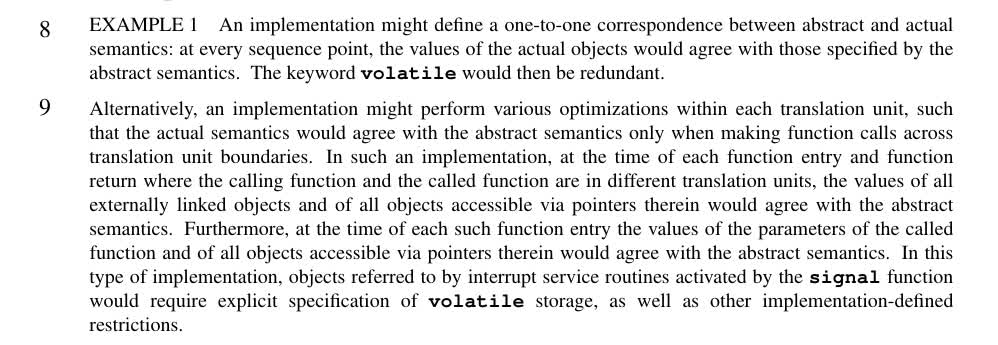 8 EXAMPLE 1 An implementation might define a one-to-one correspondence between abstract and actual
semantics: at every sequence point, the values of the actual objects would agree with those specified by the
abstract semantics. The keyword volatile would then be redundant.
9 Alternatively, an implementation might perform various optimizations within each translation unit, such
that the actual semantics would agree with the abstract semantics only when making function calls across
translation unit boundaries. In such an implementation, at the time of each function entry and function
return where the calling function and the called function are in different translation units, the values of all
externally linked objects and of all objects accessible via pointers therein would agree with the abstract
semantics. Furthermore, at the time of each such function entry the values of the parameters of the called
function and of all objects accessible via pointers therein would agree with the abstract semantics. In this
type of implementation, objects referred to by interrupt service routines activated by the signal function
would require explicit specification of volatile storage, as well as other implementation-defined
restrictions.